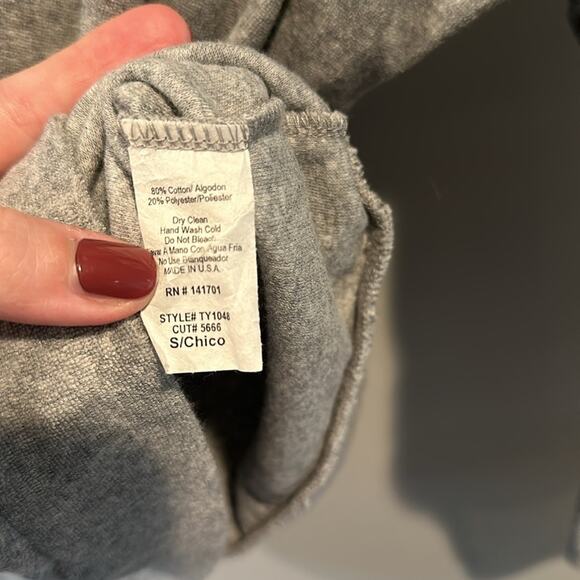 80% Cotton/ Algodon
20% Polyester/Poliester
Dry Clean
Hand Wash Cold
Do Not Bleach
A Mano Con Agua Fria
No Use Blanqueador
MADE IN U.S.A.
RN # 141701
STYLE# TY1048
CUT# 5666
S/Chico